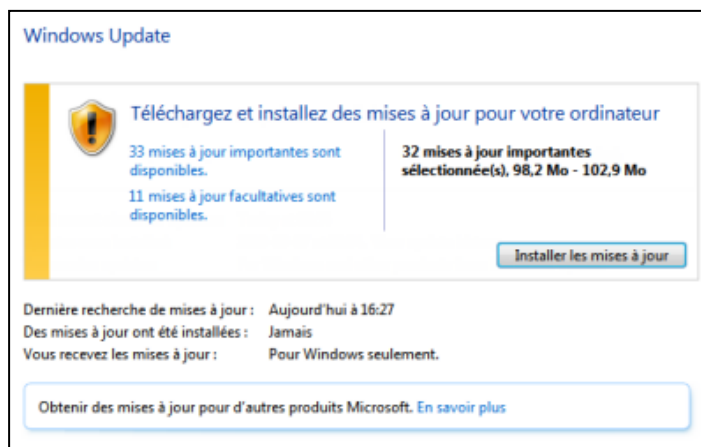 Windows Update
Téléchargez et installez des mises à jour pour votre ordinateur
33 mises à jour importantes sont
disponibles.
11 mises à jour facultatives sont
disponibles.
32 mises à jour importantes
sélectionnée(s), 98,2 Mo - 102,9 Mo
Installer les mises à jour
Dernière recherche de mises à jour : Aujourd'hui à 16:27
Des mises à jour ont été installées : Jamais
Vous recevez les mises à jour : Pour Windows seulement.
Obtenir des mises à jour pour d'autres produits Microsoft. En savoir plus